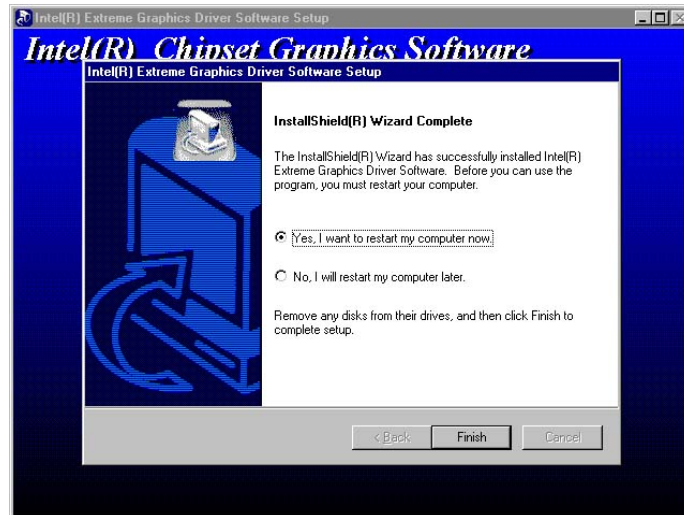 Intel(R) Extreme Graphics Driver Software Setup
Intel(R) Chipset Graphics Software
Intel(R) Extreme Graphics Driver Software Setup
InstallShield(R) Wizard Complete
The InstallShield(R) Wizard has successfully installed Intel(R)
Extreme Graphics Driver Software. Before you can use the
program, you must restart your computer.
Yes, I want to restart my computer now.
No, I will restart my computer later.
Remove any disks from their drives, and then click Finish to
complete setup.
< Back Finish Cancel